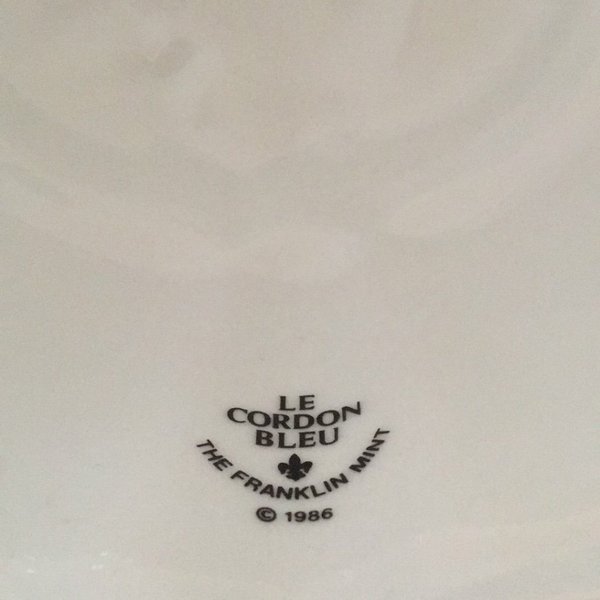 LE
CORDON
BLEU
THE FRANKLIN MINT
© 1986